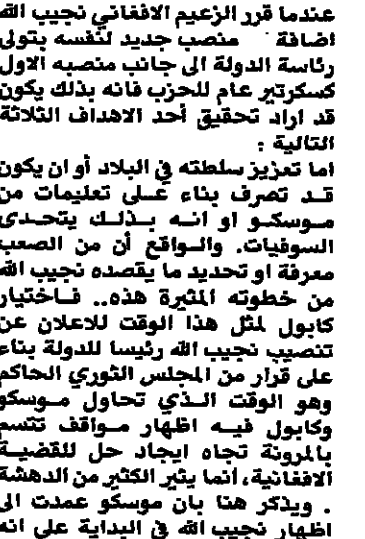 عندما قرر الزعيم الافغاني نجيب الله
اضافة منصب جديد لنفسه بتولى
رئاسة الدولة الى جانب منصبه الاول
كسكرتير عام للحزب فانه بذلك يكون
قد اراد تحقيق أحد الاهداف الثلاثة
التالية :
اما تعزيز سلطته في البلاد أو ان يكون
قد تصرف بناء على تعليمات من
موسكو او انه بذلك يتحدى
السوفيات. والواقع أن من الصعب
معرفة او تحديد ما يقصده نجيب الله
من خطوته المثيرة هذه.. فاختيار
كابول لمثل هذا الوقت للاعلان عن
تنصيب نجيب الله رئيسا للدولة بناء
على قرار من المجلس الثوري الحاكم
وهو الوقت الذي تحاول موسكو
وكابول فيه اظهار مواقف تتسم
بالمرونة تجاه ايجاد حل للقضية
الافغانية، انما يثير الكثير من الدهشة
. ويذكر هنا بان موسكو عمدت الى
اظهار نجيب الله في البداية على انه